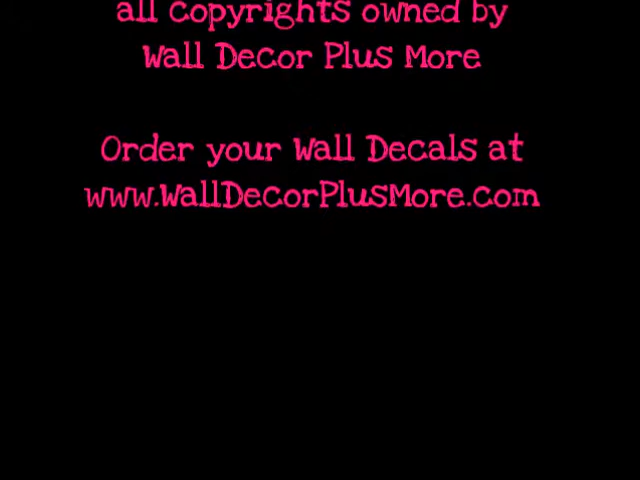 all copyrights owned by
Wall Decor Plus More
Order your Wall Decals at
www.WallDecorPlusMore.com